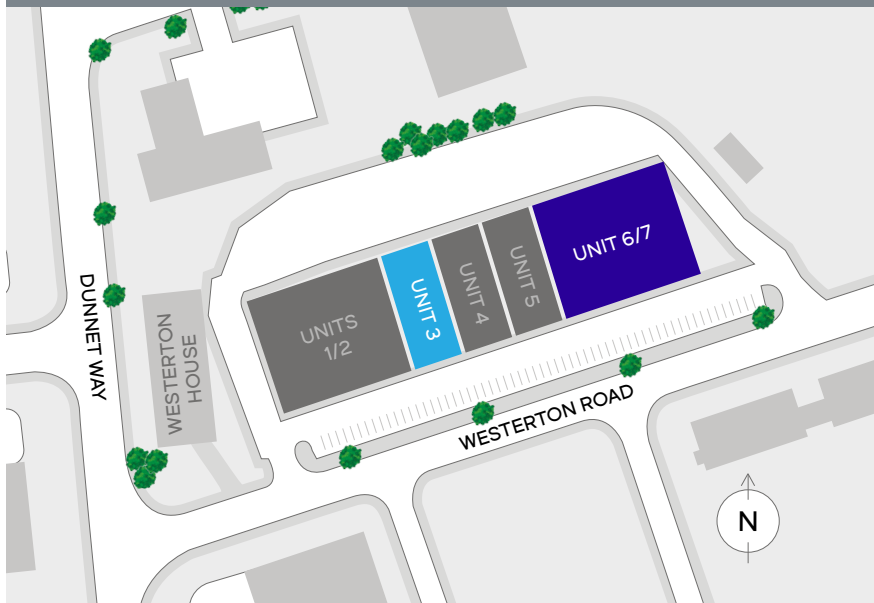 DUNNET WAY
WESTERTON
HOUSE
UNITS
1/2
UNIT 3
UNIT 4
UNIT 5
UNIT 6/7
WESTERTON ROAD
N